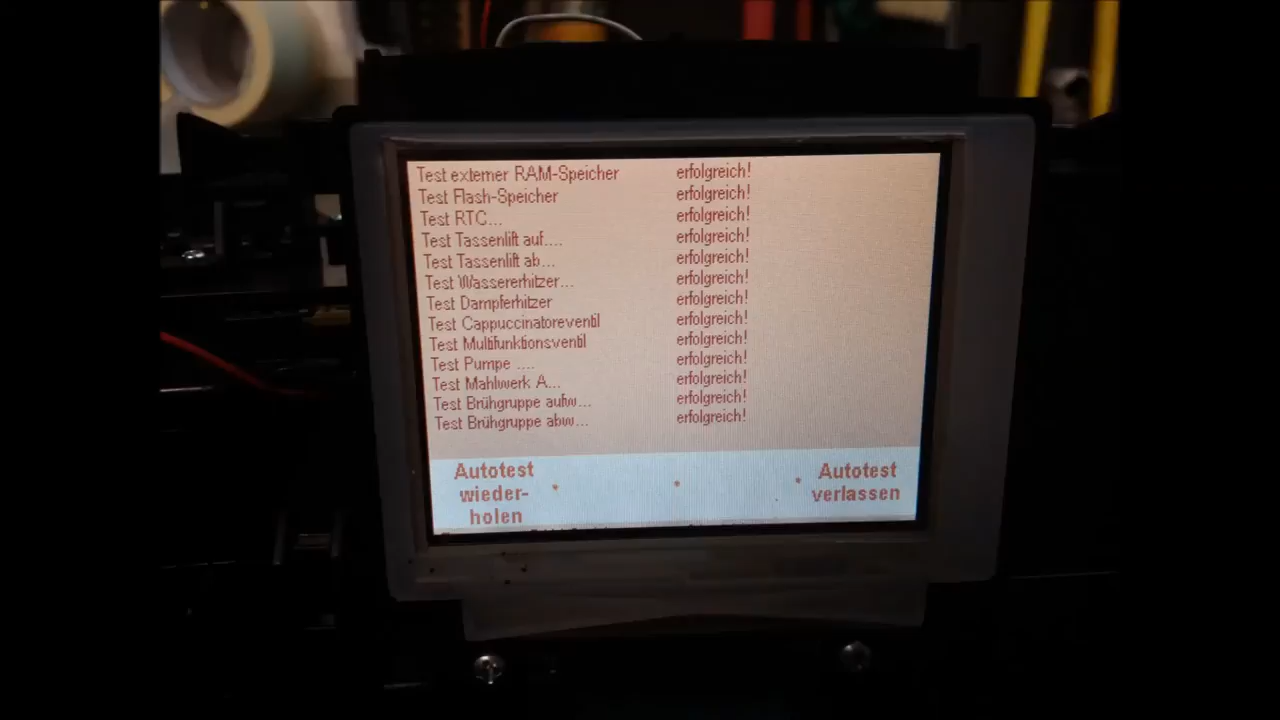 Test externer RAM-Speicher erfolgreich!
Test Flash-Speicher erfolgreich!
Test RTC... erfolgreich!
Test Tassenlift auf.... erfolgreich!
Test Tassenlift ab... erfolgreich!
Test Wassererhitzer... erfolgreich!
Test Dampferhitzer erfolgreich!
Test Cappuccinatoreventil erfolgreich!
Test Multifunktionsventil erfolgreich!
Test Pumpe .... erfolgreich!
Test Mahlwerk A... erfolgreich!
Test Brühgruppe aufw... erfolgreich!
Test Brühgruppe abw... erfolgreich!
Autotest
wieder-
holen
* * *
Autotest
verlassen